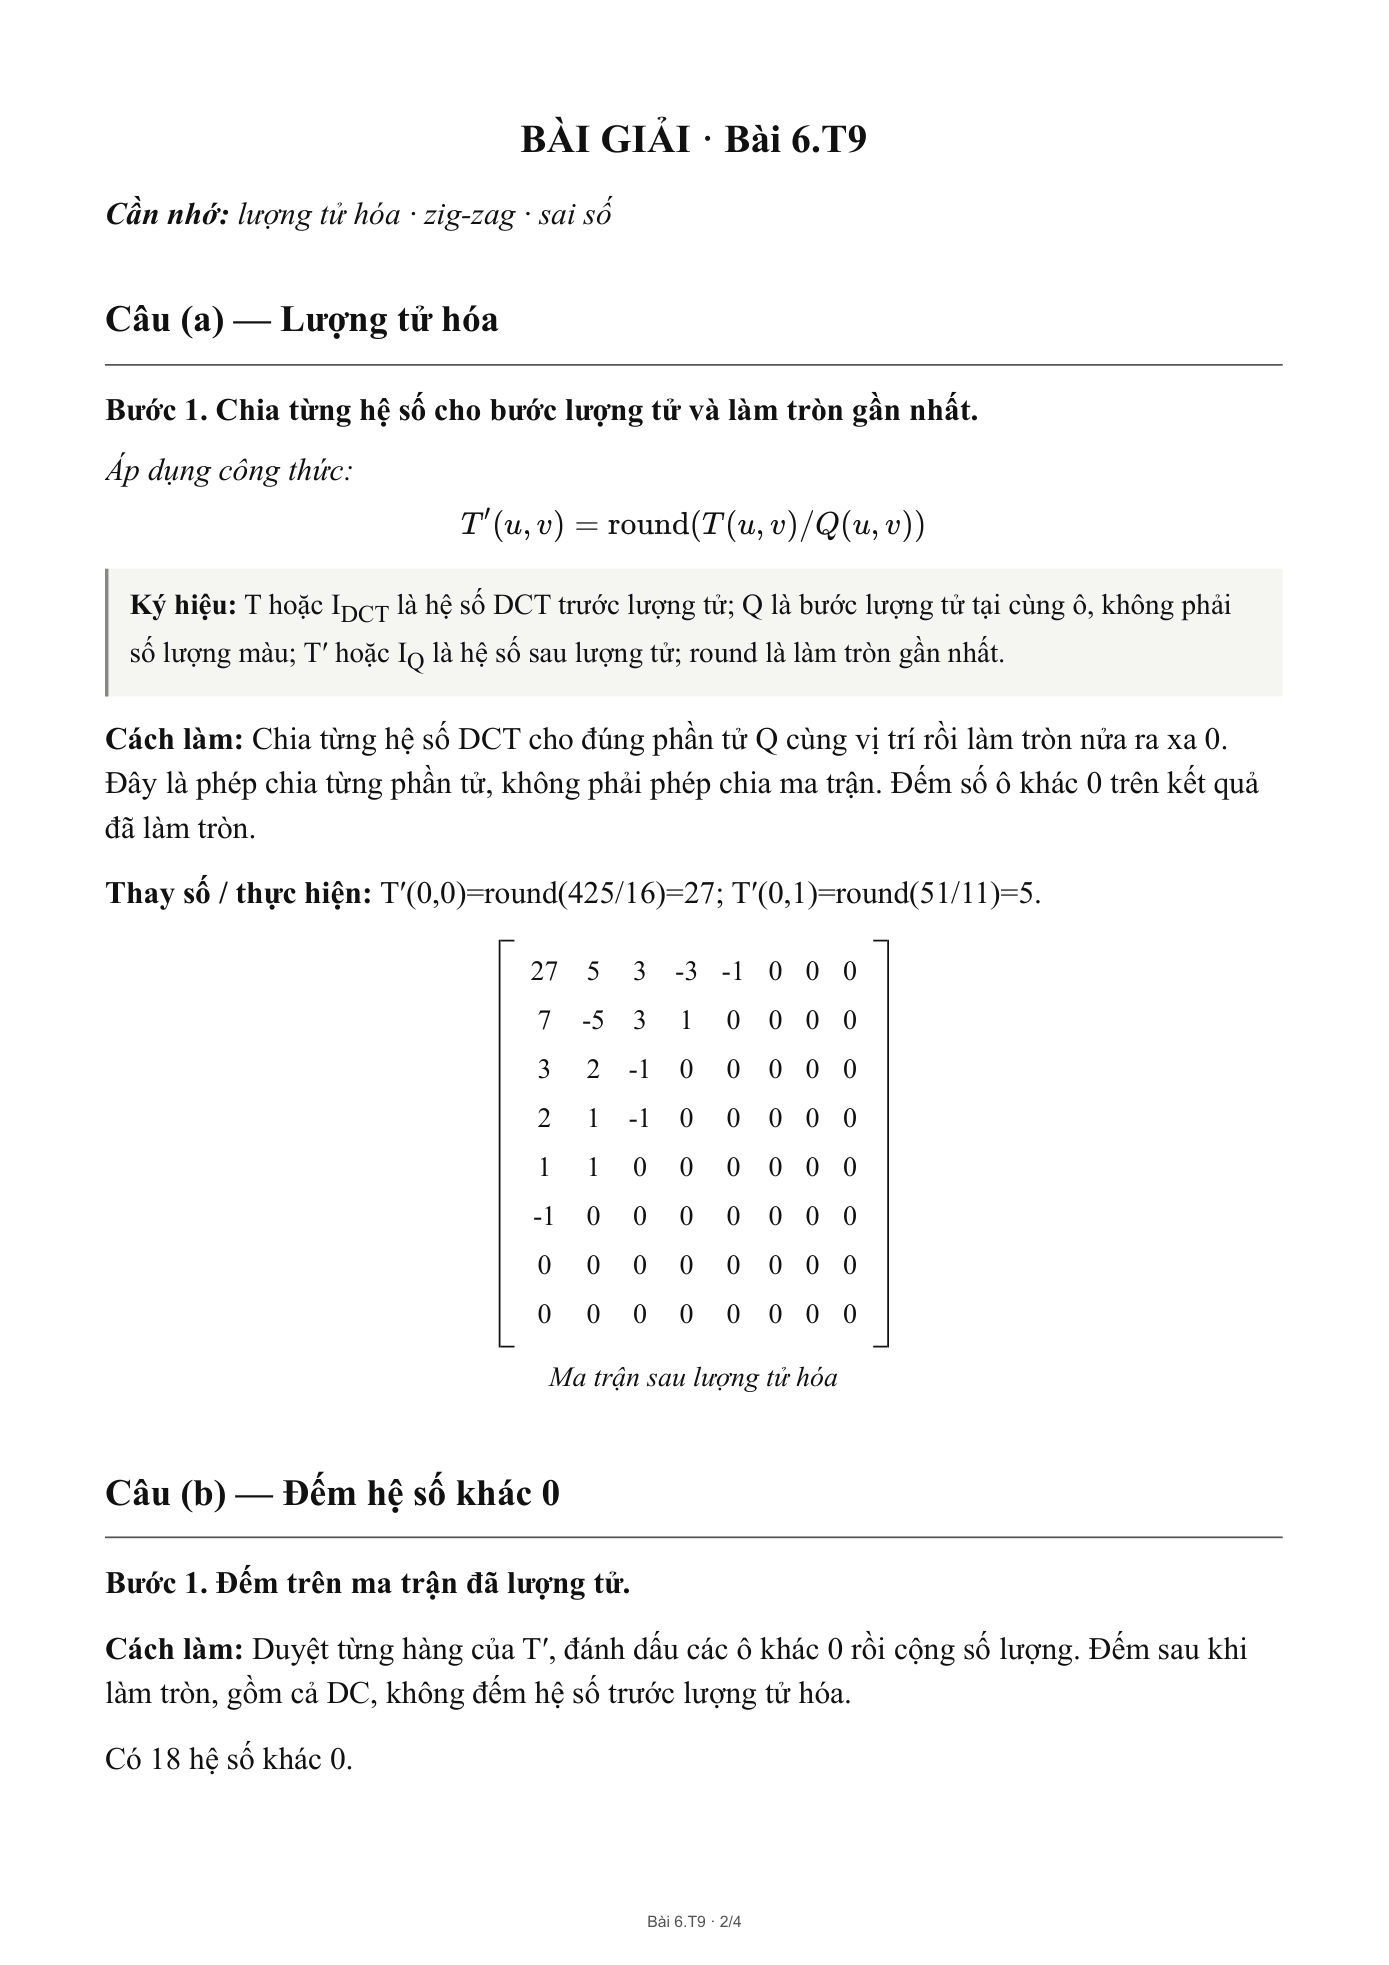 BÀI GIẢI · Bài 6.T9
Cần nhớ: lượng tử hóa · zig-zag · sai số
Câu (a) — Lượng tử hóa
Bước 1. Chia từng hệ số cho bước lượng tử và làm tròn gần nhất.
Áp dụng công thức:
T′(u, v) = round(T(u, v)/Q(u, v))
Ký hiệu: T hoặc I_DCT là hệ số DCT trước lượng tử; Q là bước lượng tử tại cùng ô, không phải
số lượng màu; T′ hoặc I_Q là hệ số sau lượng tử; round là làm tròn gần nhất.
Cách làm: Chia từng hệ số DCT cho đúng phần tử Q cùng vị trí rồi làm tròn nửa ra xa 0.
Đây là phép chia từng phần tử, không phải phép chia ma trận. Đếm số ô khác 0 trên kết quả
đã làm tròn.
Thay số / thực hiện: T′(0,0)=round(425/16)=27; T′(0,1)=round(51/11)=5.
27 5 3 -3 -1 0 0 0
7 -5 3 1 0 0 0 0
3 2 -1 0 0 0 0 0
2 1 -1 0 0 0 0 0
1 1 0 0 0 0 0 0
-1 0 0 0 0 0 0 0
0 0 0 0 0 0 0 0
0 0 0 0 0 0 0 0
Ma trận sau lượng tử hóa
Câu (b) — Đếm hệ số khác 0
Bước 1. Đếm trên ma trận đã lượng tử.
Cách làm: Duyệt từng hàng của T′, đánh dấu các ô khác 0 rồi cộng số lượng. Đếm sau khi
làm tròn, gồm cả DC, không đếm hệ số trước lượng tử hóa.
Có 18 hệ số khác 0.
Bài 6.T9 · 2/4